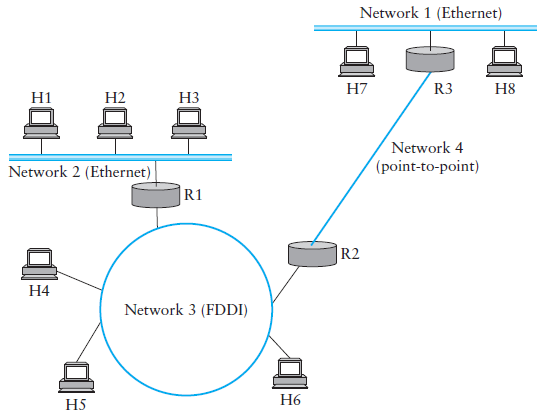 Network 1 (Ethernet)
H7
R3
H8
H1
H2
H3
Network 4
(point-to-point)
Network 2 (Ethernet)
R1
R2
H4
Network 3 (FDDI)
H5
H6